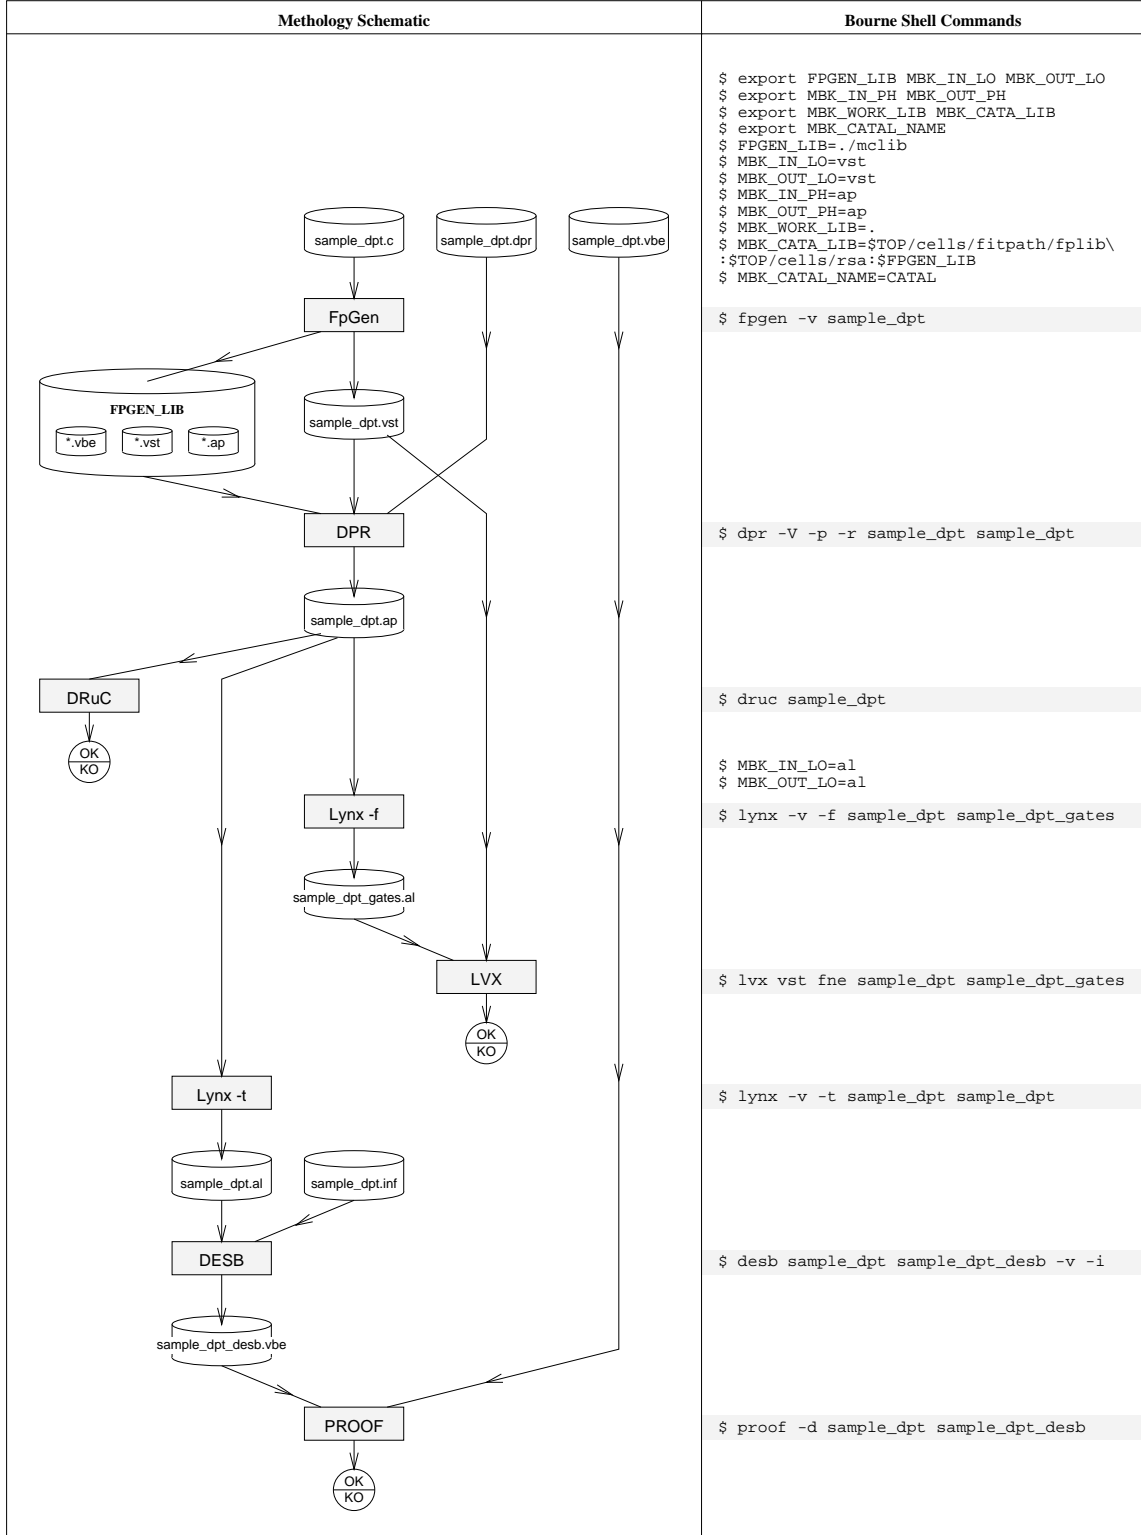 Methology Schematic
Bourne Shell Commands
$ export FPGEN_LIB MBK_IN_LO MBK_OUT_LO
$ export MBK_IN_PH MBK_OUT_PH
$ export MBK_WORK_LIB MBK_CATA_LIB
$ export MBK_CATAL_NAME
$ FPGEN_LIB=./mclib
$ MBK_IN_LO=vst
$ MBK_OUT_LO=vst
$ MBK_IN_PH=ap
$ MBK_OUT_PH=ap
$ MBK_WORK_LIB=.
$ MBK_CATA_LIB=$TOP/cells/fitpath/fplib\
:$TOP/cells/rsa:$FPGEN_LIB
$ MBK_CATAL_NAME=CATAL
sample_dpt.c
sample_dpt.dpr
sample_dpt.vbe
FpGen
$ fpgen -v sample_dpt
FPGEN_LIB
*.vbe
*.vst
*.ap
sample_dpt.vst
DPR
$ dpr -V -p -r sample_dpt sample_dpt
sample_dpt.ap
DRuC
$ druc sample_dpt
OK
KO
$ MBK_IN_LO=al
$ MBK_OUT_LO=al
Lynx -f
$ lynx -v -f sample_dpt sample_dpt_gates
sample_dpt_gates.al
LVX
$ lvx vst fne sample_dpt sample_dpt_gates
OK
KO
Lynx -t
$ lynx -v -t sample_dpt sample_dpt
sample_dpt.al
sample_dpt.inf
DESB
$ desb sample_dpt sample_dpt_desb -v -i
sample_dpt_desb.vbe
PROOF
$ proof -d sample_dpt sample_dpt_desb
OK
KO